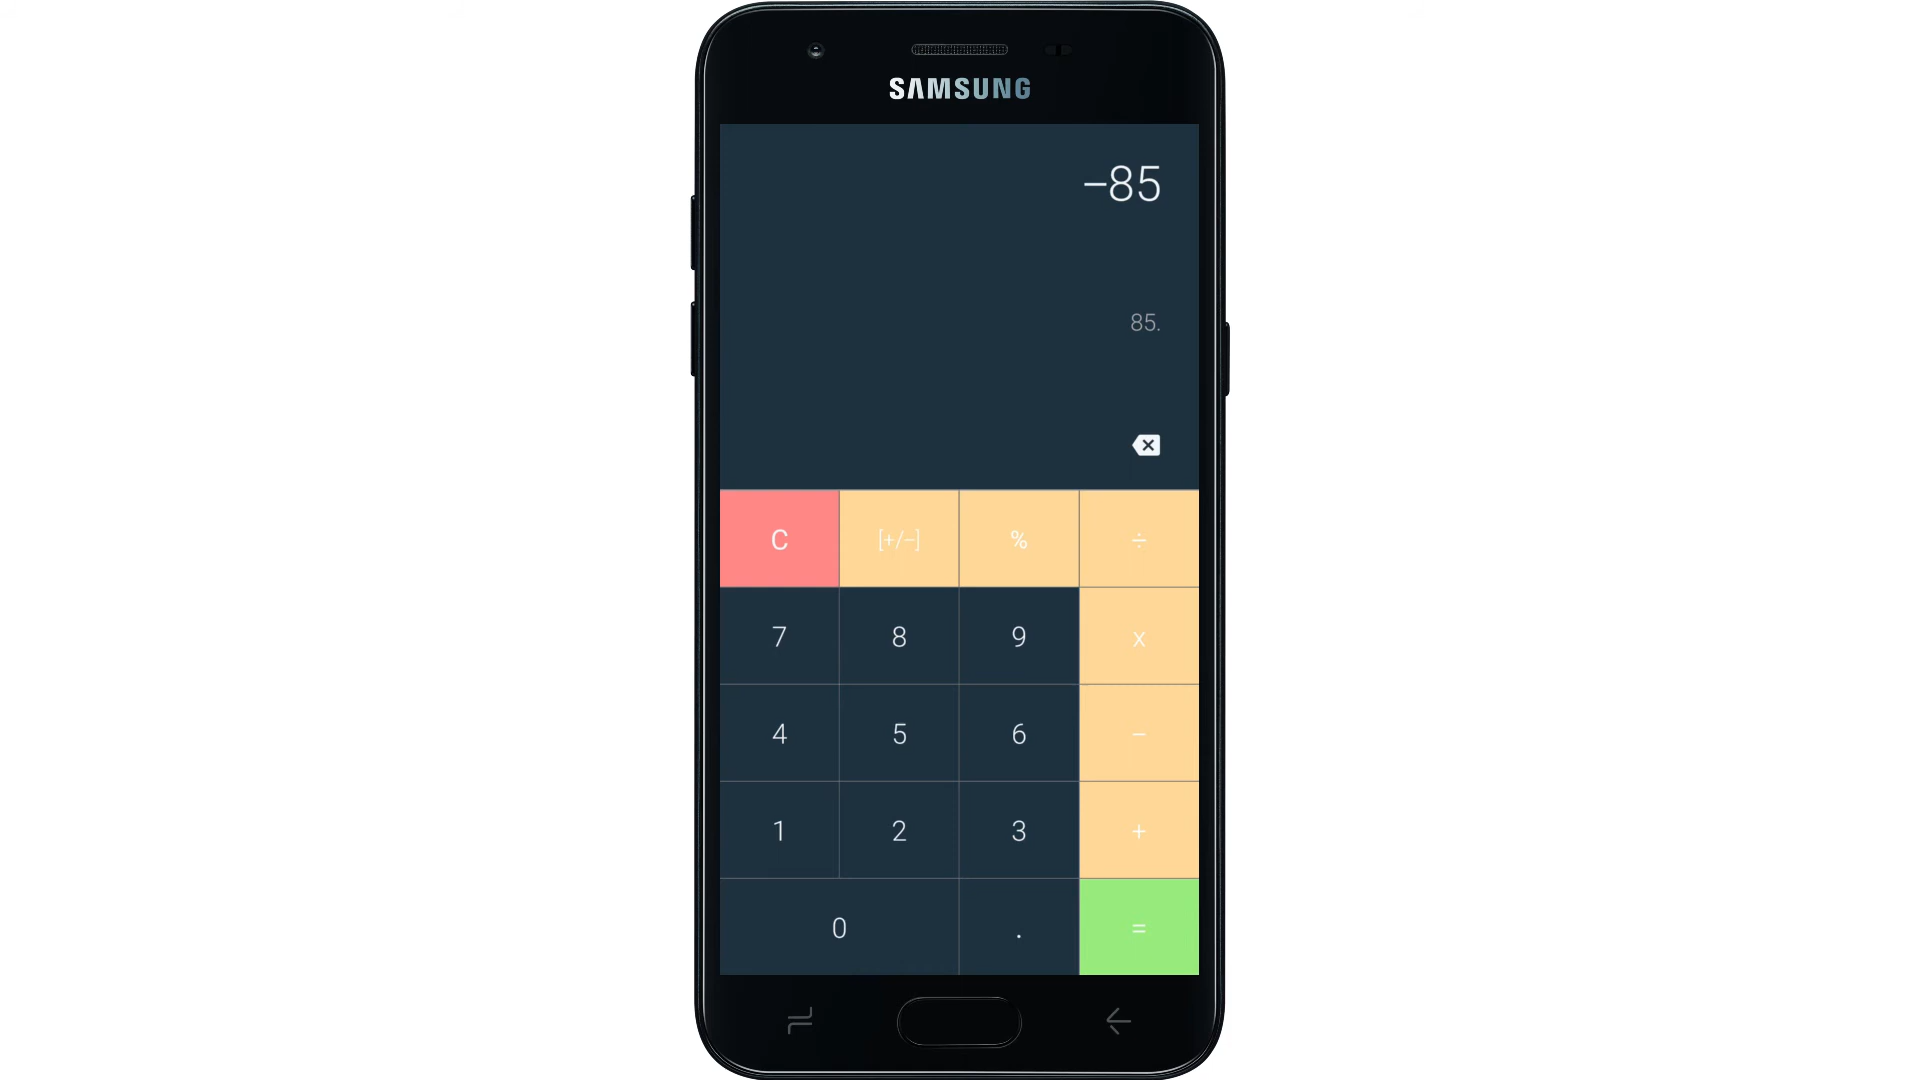 SAMSUNG
–85
85.
C [+/–] % ÷
7 8 9 x
4 5 6 –
1 2 3 +
0 . =